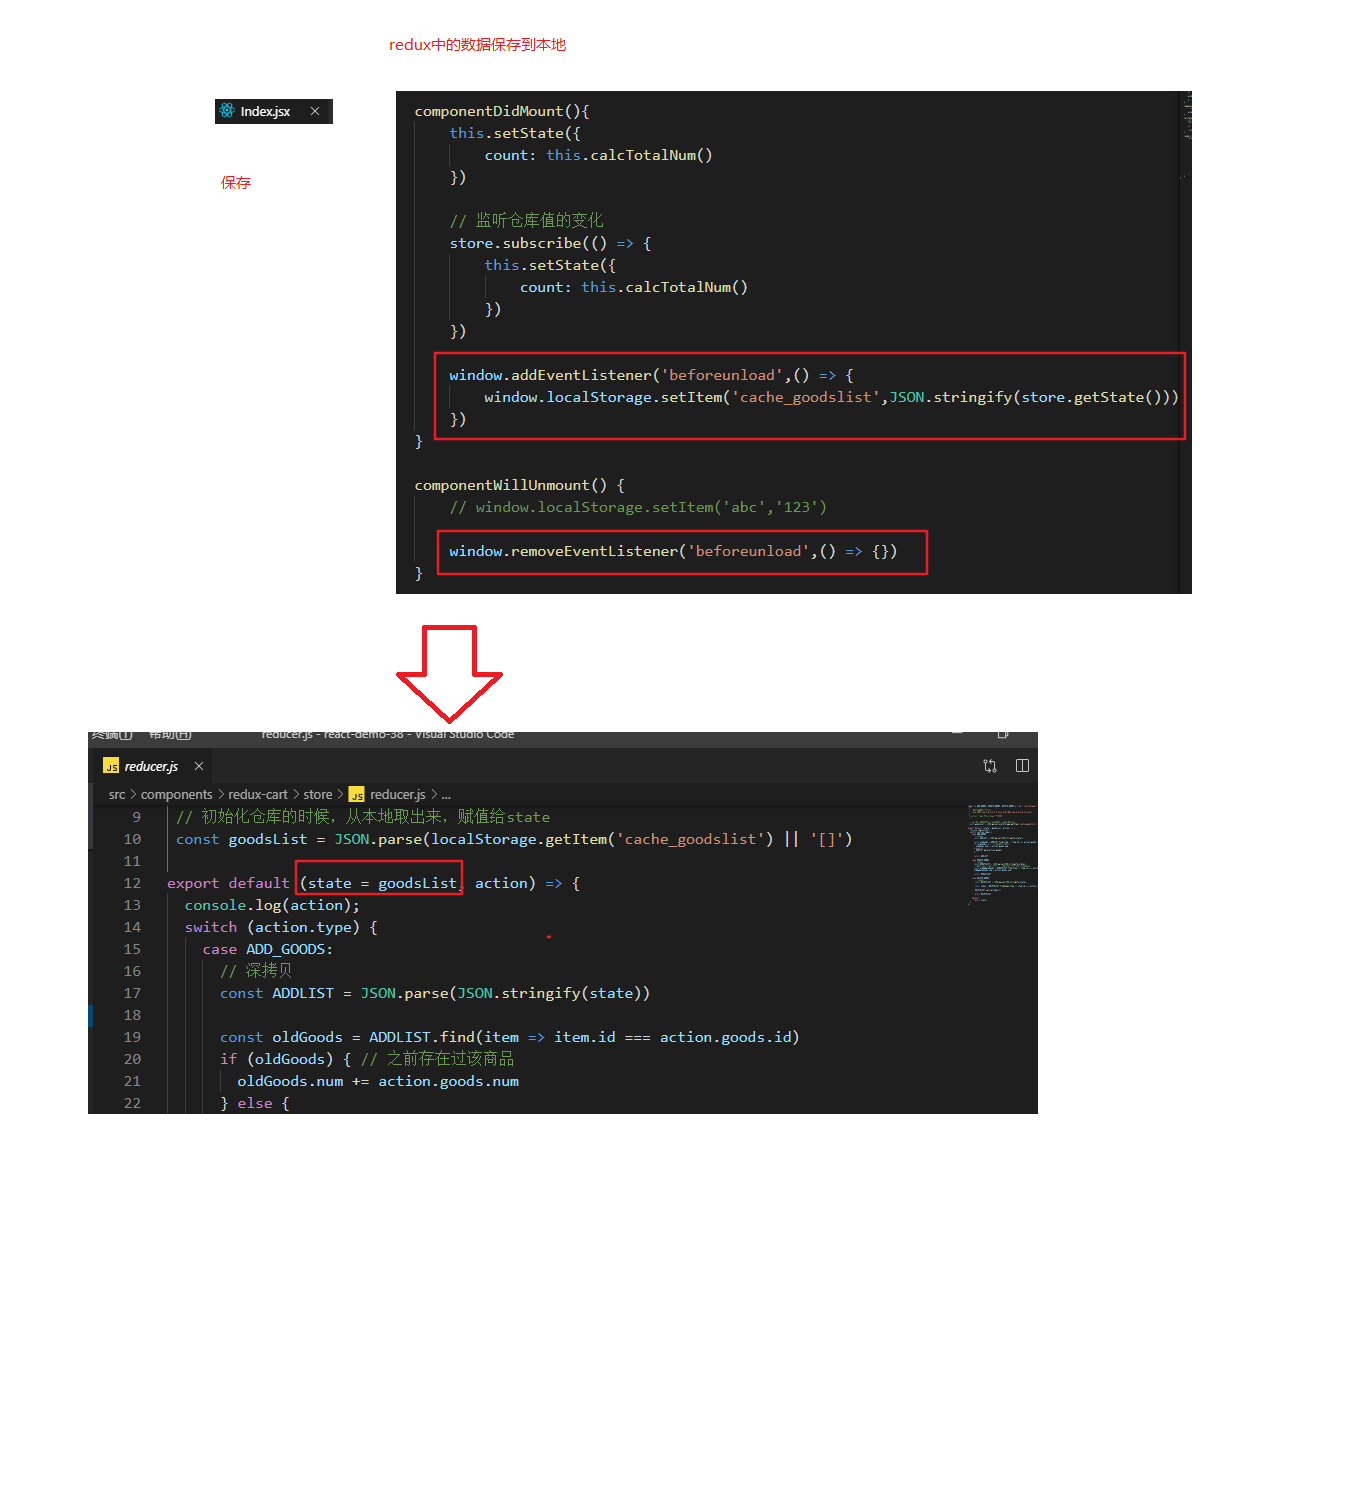 redux中的数据保存到本地
Index.jsx ×
保存
componentDidMount(){
this.setState({
count: this.calcTotalNum()
})
// 监听仓库值的变化
store.subscribe(() => {
this.setState({
count: this.calcTotalNum()
})
})
window.addEventListener('beforeunload',() => {
window.localStorage.setItem('cache_goodslist',JSON.stringify(store.getState()))
})
}
componentWillUnmount() {
// window.localStorage.setItem('abc','123')
window.removeEventListener('beforeunload',() => {})
}
终端(T) 帮助(H) reducer.js - react-demo-38 - Visual Studio Code
JS reducer.js ×
src > components > redux-cart > store > JS reducer.js > ...
9 // 初始化仓库的时候，从本地取出来，赋值给state
10 const goodsList = JSON.parse(localStorage.getItem('cache_goodslist') || '[]')
11
12 export default (state = goodsList, action) => {
13 console.log(action);
14 switch (action.type) {
15 case ADD_GOODS:
16 // 深拷贝
17 const ADDLIST = JSON.parse(JSON.stringify(state))
18
19 const oldGoods = ADDLIST.find(item => item.id === action.goods.id)
20 if (oldGoods) { // 之前存在过该商品
21 oldGoods.num += action.goods.num
22 } else {